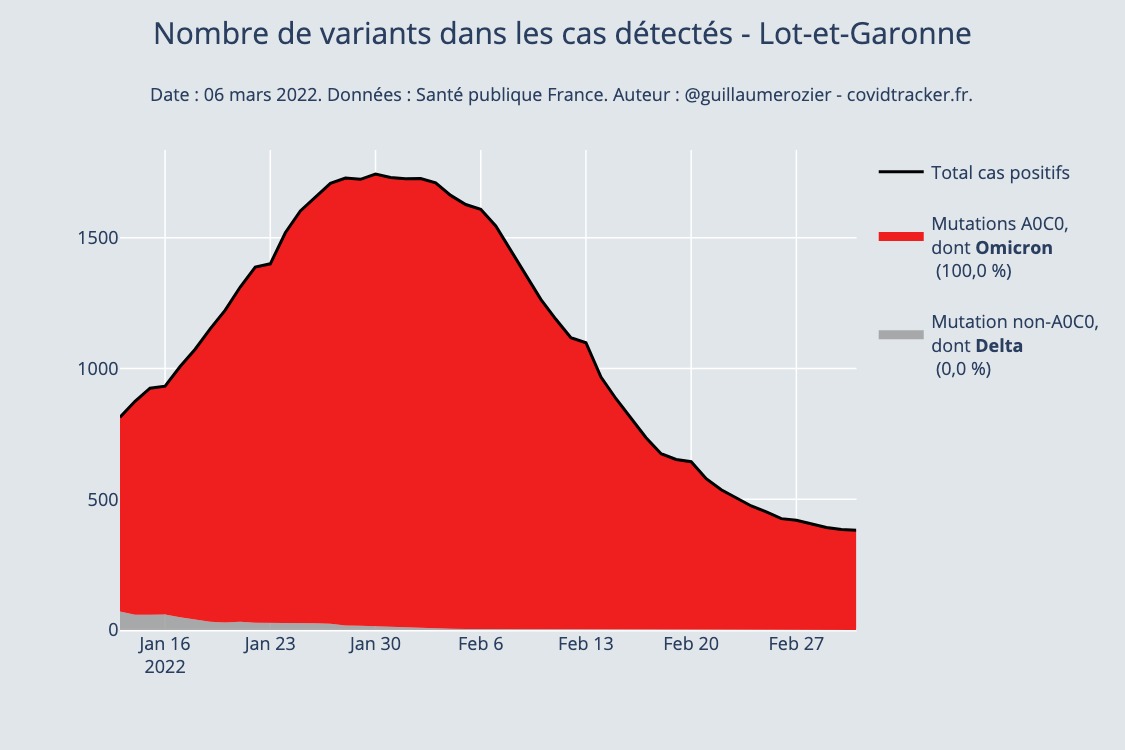 Nombre de variants dans les cas détectés - Lot-et-Garonne
Date : 06 mars 2022. Données : Santé publique France. Auteur : @guillaumerozier - covidtracker.fr.
Total cas positifs
Mutations A0C0,
dont Omicron
(100,0 %)
Mutation non-A0C0,
dont Delta
(0,0 %)
1500
1000
500
0
Jan 16 Jan 23 Jan 30 Feb 6 Feb 13 Feb 20 Feb 27
2022